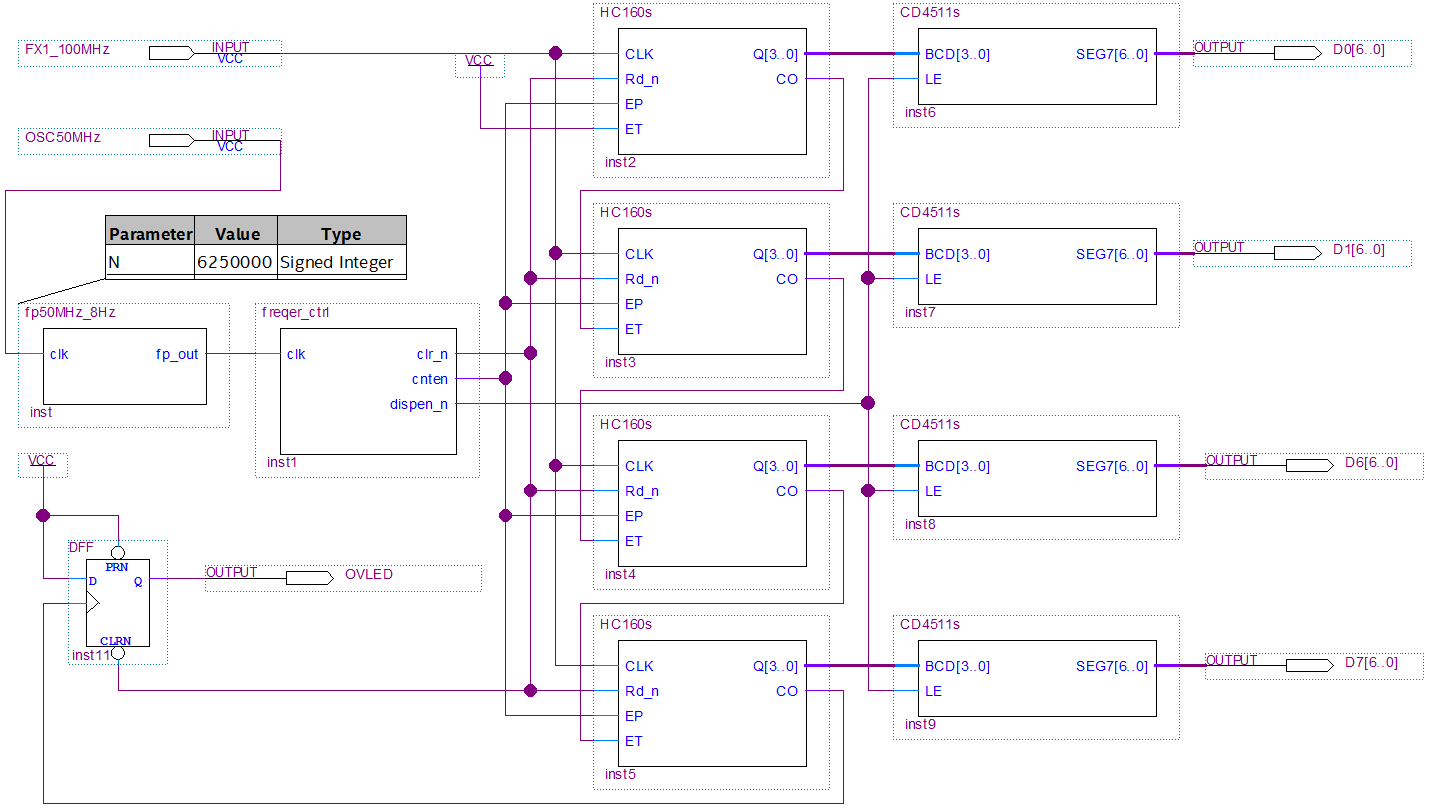 FX1_100MHz
INPUT
VCC
OSC50MHz
INPUT
VCC
Parameter Value Type
N 6250000 Signed Integer
fp50MHz_8Hz
clk fp_out
inst
freqer_ctrl
clk clr_n
cnten
dispen_n
inst1
VCC
DFF
PRN
D Q
CLRN
inst11
OUTPUT OVLED
VCC
HC160s
CLK Q[3..0]
Rd_n CO
EP
ET
inst2
HC160s
CLK Q[3..0]
Rd_n CO
EP
ET
inst3
HC160s
CLK Q[3..0]
Rd_n CO
EP
ET
inst4
HC160s
CLK Q[3..0]
Rd_n CO
EP
ET
inst5
CD4511s
BCD[3..0] SEG7[6..0]
LE
inst6
OUTPUT D0[6..0]
CD4511s
BCD[3..0] SEG7[6..0]
LE
inst7
OUTPUT D1[6..0]
CD4511s
BCD[3..0] SEG7[6..0]
LE
inst8
OUTPUT D6[6..0]
CD4511s
BCD[3..0] SEG7[6..0]
LE
inst9
OUTPUT D7[6..0]